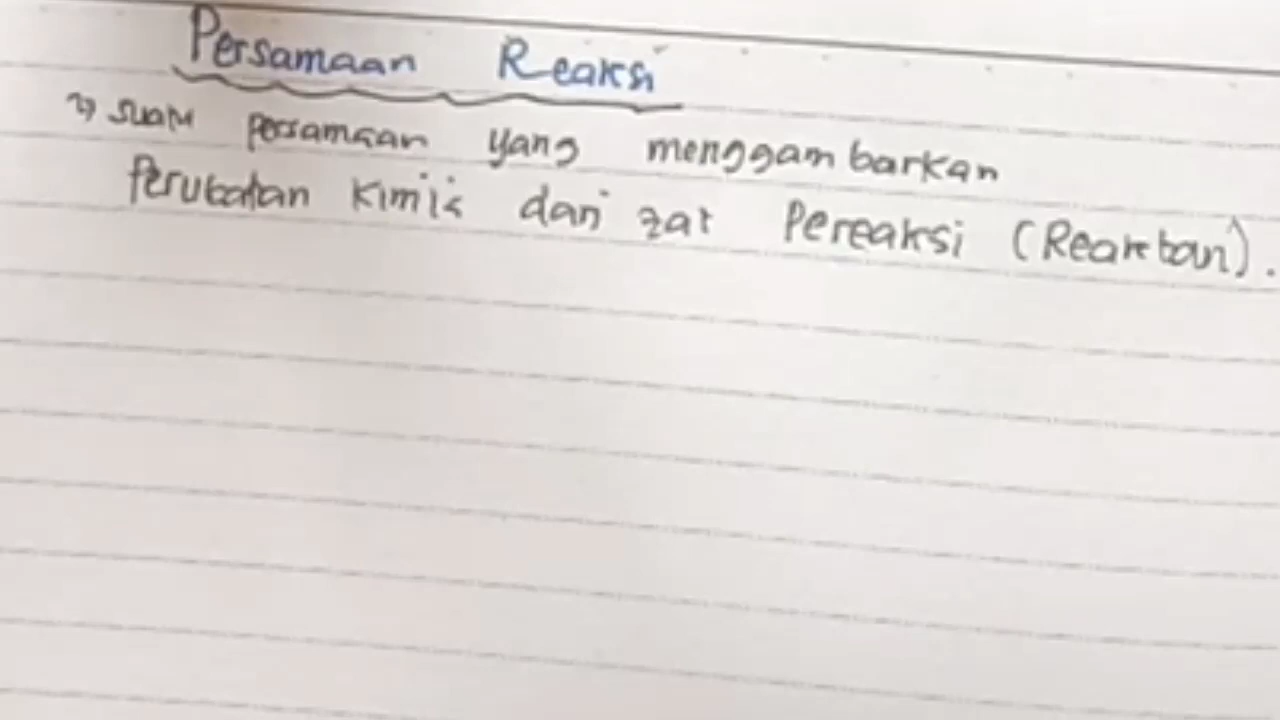 Persamaan Reaksi
→ suatu persamaan yang menggambarkan
Perubahan kimia dari zat Pereaksi (Reaktan).